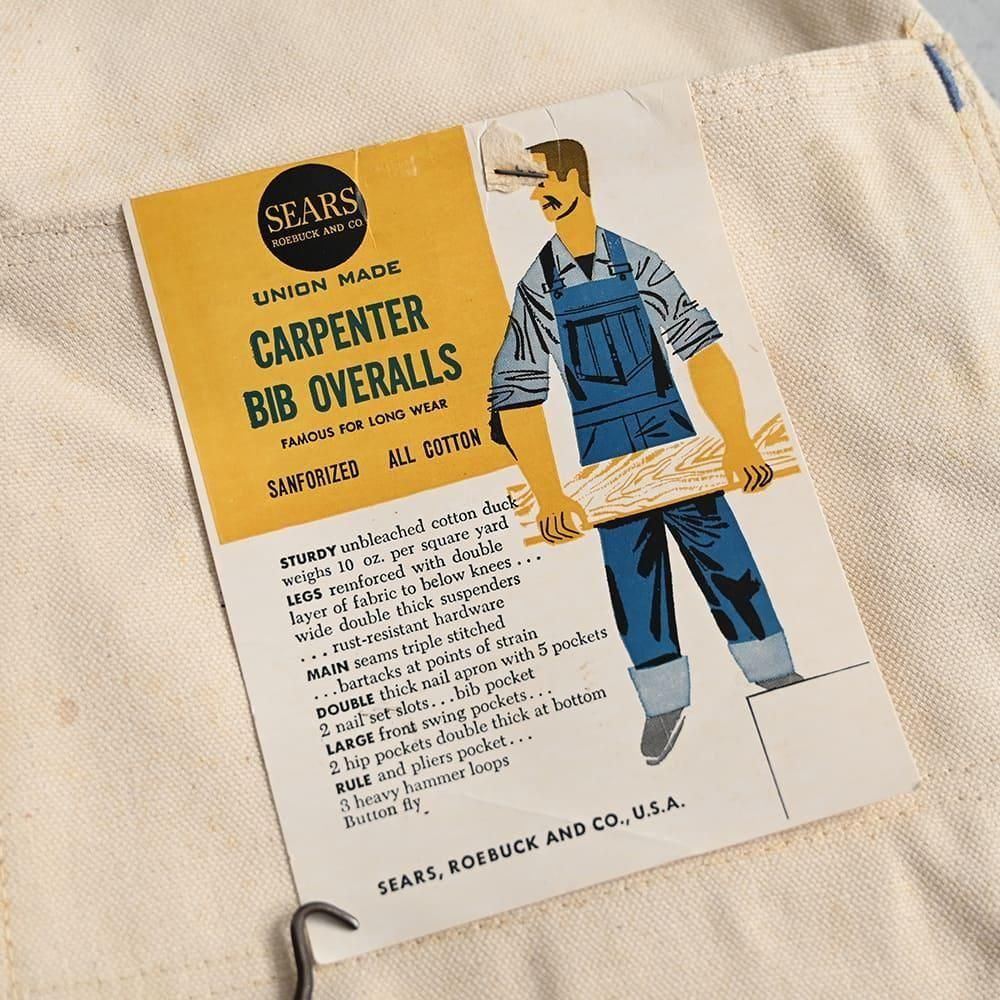 SEARS
ROEBUCK AND CO
UNION MADE
CARPENTER
BIB OVERALLS
FAMOUS FOR LONG WEAR
SANFORIZED ALL COTTON
STURDY unbleached cotton duck
weighs 10 oz. per square yard
LEGS reinforced with double
layer of fabric to below knees . . .
wide double thick suspenders
. . . rust-resistant hardware
MAIN seams triple stitched
. . . bartacks at points of strain
DOUBLE thick nail apron with 5 pockets
2 nail set slots . . . bib pocket
LARGE front swing pockets . . .
2 hip pockets double thick at bottom
RULE and pliers pocket . . .
3 heavy hammer loops
Button fly.
SEARS, ROEBUCK AND CO., U.S.A.